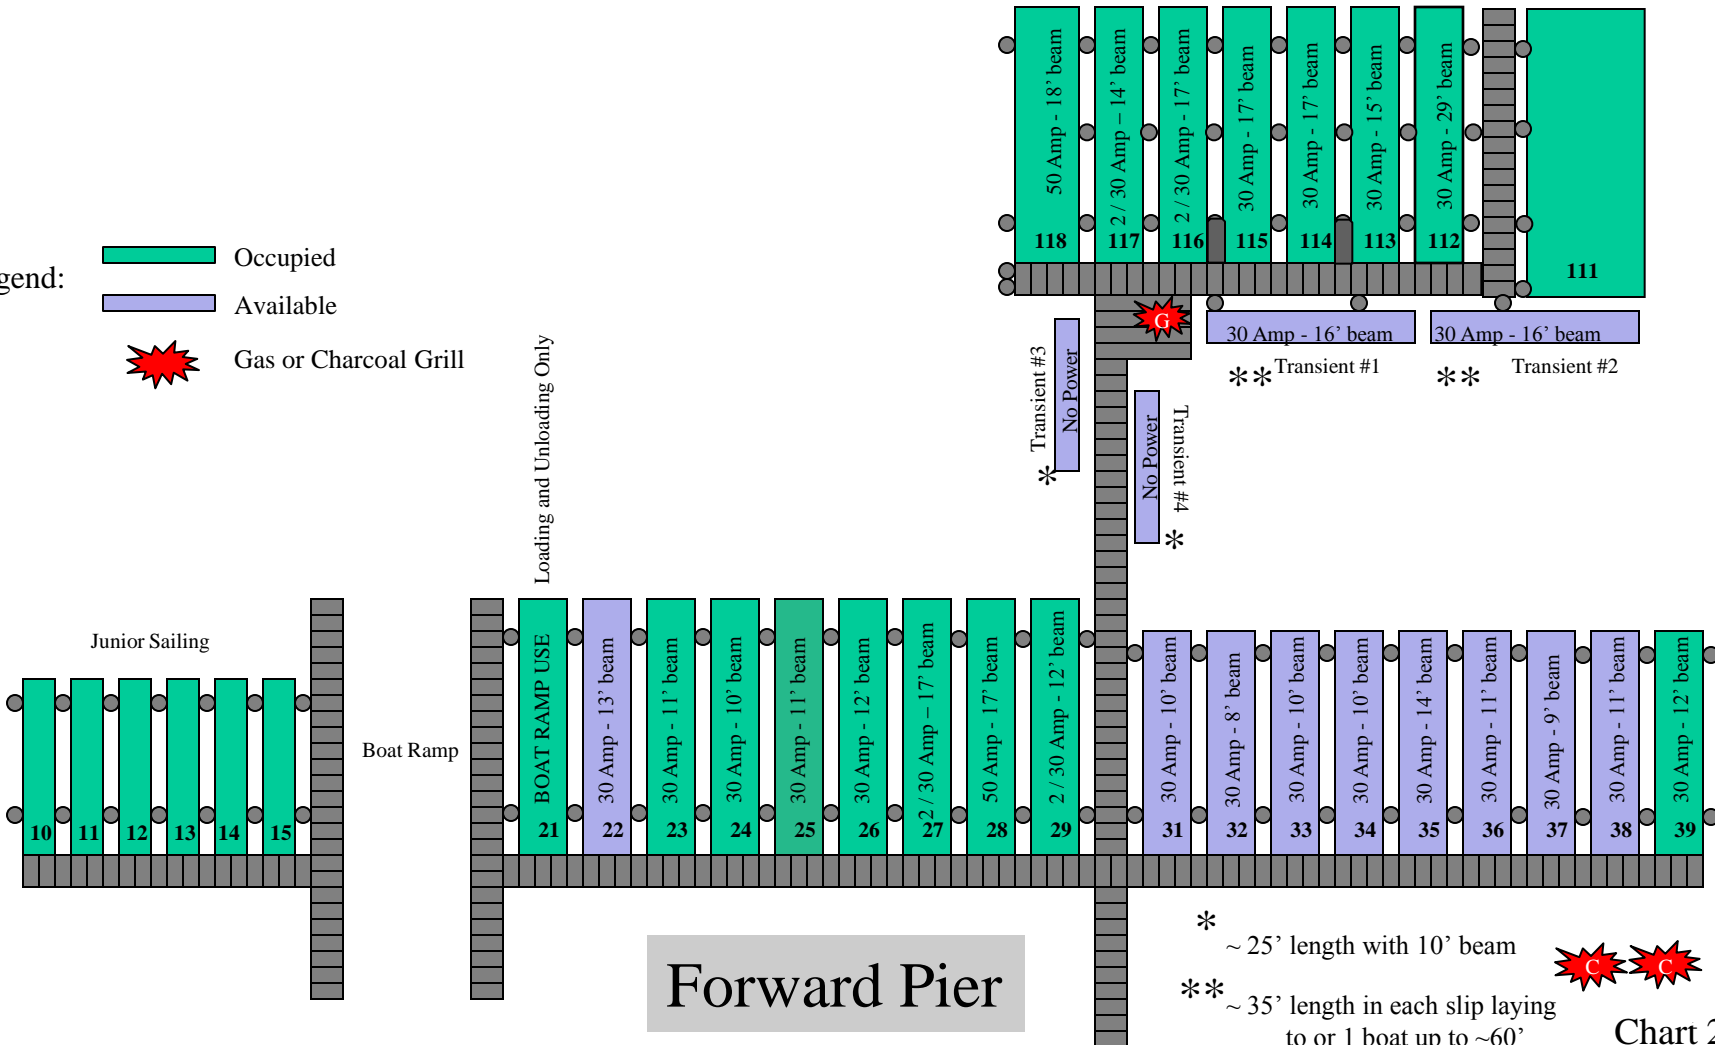 50 Amp - 18’ beam
118
2 / 30 Amp – 14’ beam
117
2 / 30 Amp - 17’ beam
116
30 Amp - 17’ beam
115
30 Amp - 17’ beam
114
30 Amp - 15’ beam
113
30 Amp - 29’ beam
112
111
gend:
Occupied
Available
Gas or Charcoal Grill
G
30 Amp - 16’ beam
30 Amp - 16’ beam
**Transient #1
** Transient #2
Transient #3
No Power
*
No Power
Transient #4
*
Loading and Unloading Only
Junior Sailing
10
11
12
13
14
15
Boat Ramp
BOAT RAMP USE
21
30 Amp - 13’ beam
22
30 Amp - 11’ beam
23
30 Amp - 10’ beam
24
30 Amp - 11’ beam
25
30 Amp - 12’ beam
26
2 / 30 Amp – 17’ beam
27
50 Amp - 17’ beam
28
2 / 30 Amp - 12’ beam
29
30 Amp - 10’ beam
31
30 Amp - 8’ beam
32
30 Amp - 10’ beam
33
30 Amp - 10’ beam
34
30 Amp - 14’ beam
35
30 Amp - 11’ beam
36
30 Amp - 9’ beam
37
30 Amp - 11’ beam
38
30 Amp - 12’ beam
39
Forward Pier
*
~ 25’ length with 10’ beam
C C
**
~ 35’ length in each slip laying
to or 1 boat up to ~60’
Chart 2